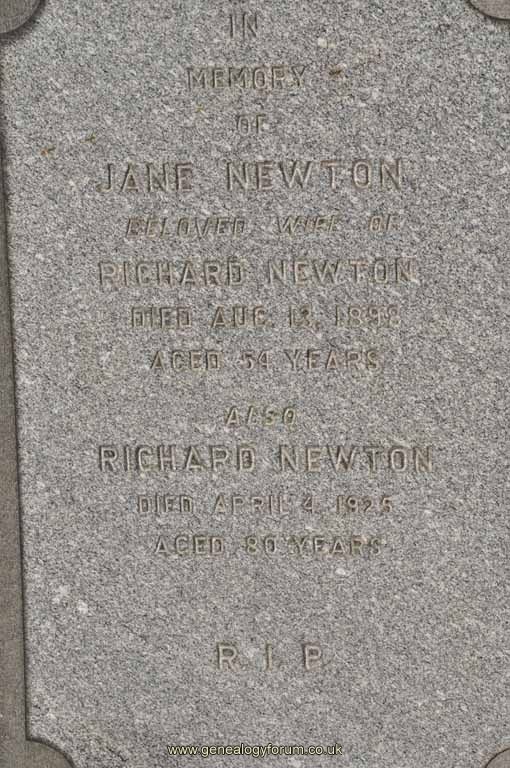 IN
MEMORY
OF
JANE NEWTON
BELOVED WIFE OF
RICHARD NEWTON
DIED AUG. 13, 1898
AGED 54 YEARS
ALSO
RICHARD NEWTON
DIED APRIL 4, 1925
AGED 80 YEARS
R. I. P.
www.genealogyforum.co.uk